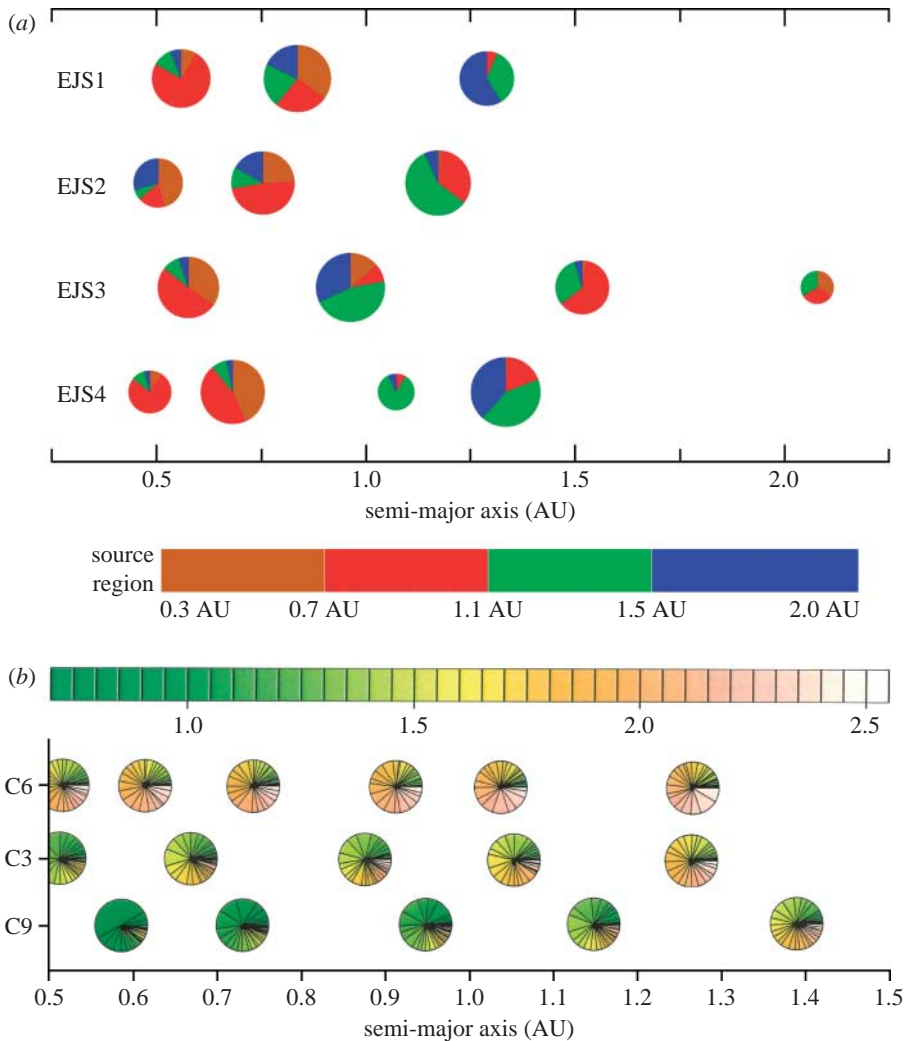 (a)
EJS1
EJS2
EJS3
EJS4
0.5 1.0 1.5 2.0
semi-major axis (AU)
source
region
0.3 AU 0.7 AU 1.1 AU 1.5 AU 2.0 AU
(b)
1.0 1.5 2.0 2.5
C6
C3
C9
0.5 0.6 0.7 0.8 0.9 1.0 1.1 1.2 1.3 1.4 1.5
semi-major axis (AU)